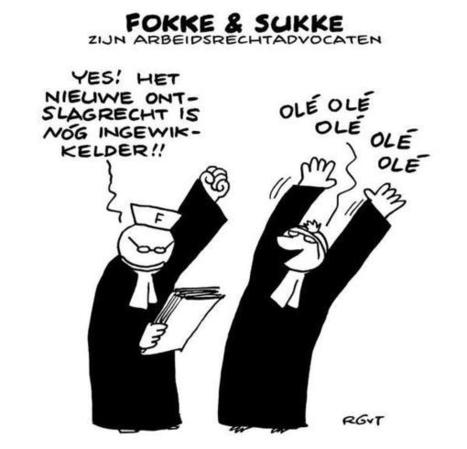 FOKKE & SUKKE
ZIJN ARBEIDSRECHTADVOCATEN
YES! HET
NIEUWE ONT-
SLAGRECHT IS
NÓG INGEWIK-
KELDER!!
OLÉ OLÉ
OLÉ
OLÉ
OLÉ
F
RGvT